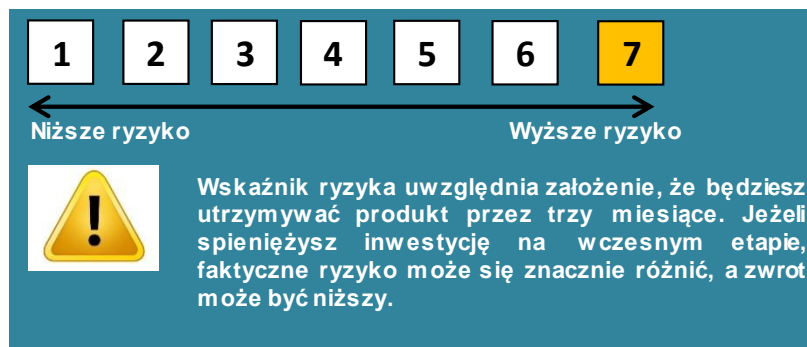 1 2 3 4 5 6 7
Niższe ryzyko Wyższe ryzyko
Wskaźnik ryzyka uwzględnia założenie, że będziesz
utrzymywać produkt przez trzy miesiące. Jeżeli
spieniężysz inwestycję na wczesnym etapie,
faktyczne ryzyko może się znacznie różnić, a zwrot
może być niższy.